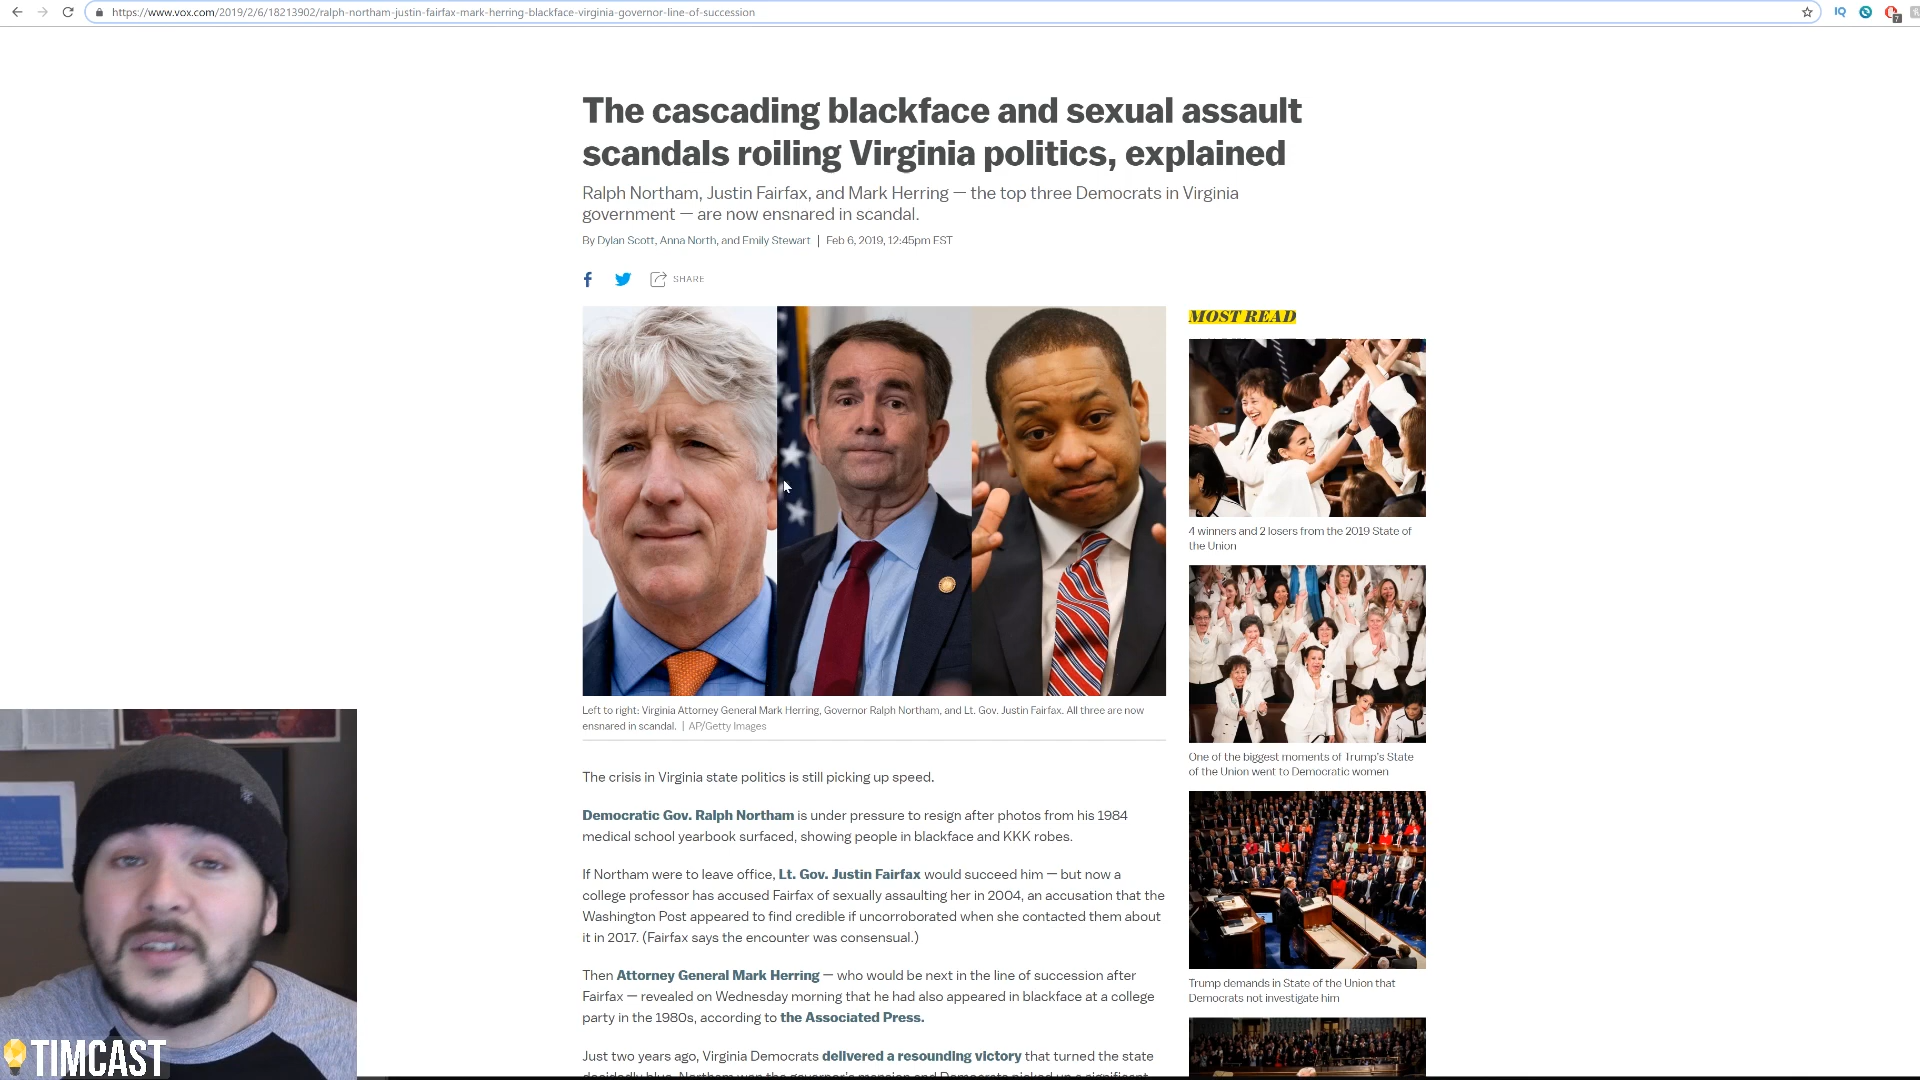 https://www.vox.com/2019/2/6/18213902/ralph-northam-justin-fairfax-mark-herring-blackface-virginia-governor-line-of-succession
IQ
7
The cascading blackface and sexual assault
scandals roiling Virginia politics, explained
Ralph Northam, Justin Fairfax, and Mark Herring — the top three Democrats in Virginia
government — are now ensnared in scandal.
By Dylan Scott, Anna North, and Emily Stewart | Feb 6, 2019, 12:45pm EST
SHARE
Left to right: Virginia Attorney General Mark Herring, Governor Ralph Northam, and Lt. Gov. Justin Fairfax. All three are now
ensnared in scandal. | AP/Getty Images
The crisis in Virginia state politics is still picking up speed.
Democratic Gov. Ralph Northam is under pressure to resign after photos from his 1984
medical school yearbook surfaced, showing people in blackface and KKK robes.
If Northam were to leave office, Lt. Gov. Justin Fairfax would succeed him — but now a
college professor has accused Fairfax of sexually assaulting her in 2004, an accusation that the
Washington Post appeared to find credible if uncorroborated when she contacted them about
it in 2017. (Fairfax says the encounter was consensual.)
Then Attorney General Mark Herring — who would be next in the line of succession after
Fairfax — revealed on Wednesday morning that he had also appeared in blackface at a college
party in the 1980s, according to the Associated Press.
Just two years ago, Virginia Democrats delivered a resounding victory that turned the state
MOST READ
4 winners and 2 losers from the 2019 State of
the Union
One of the biggest moments of Trump's State
of the Union went to Democratic women
Trump demands in State of the Union that
Democrats not investigate him
TIMCAST